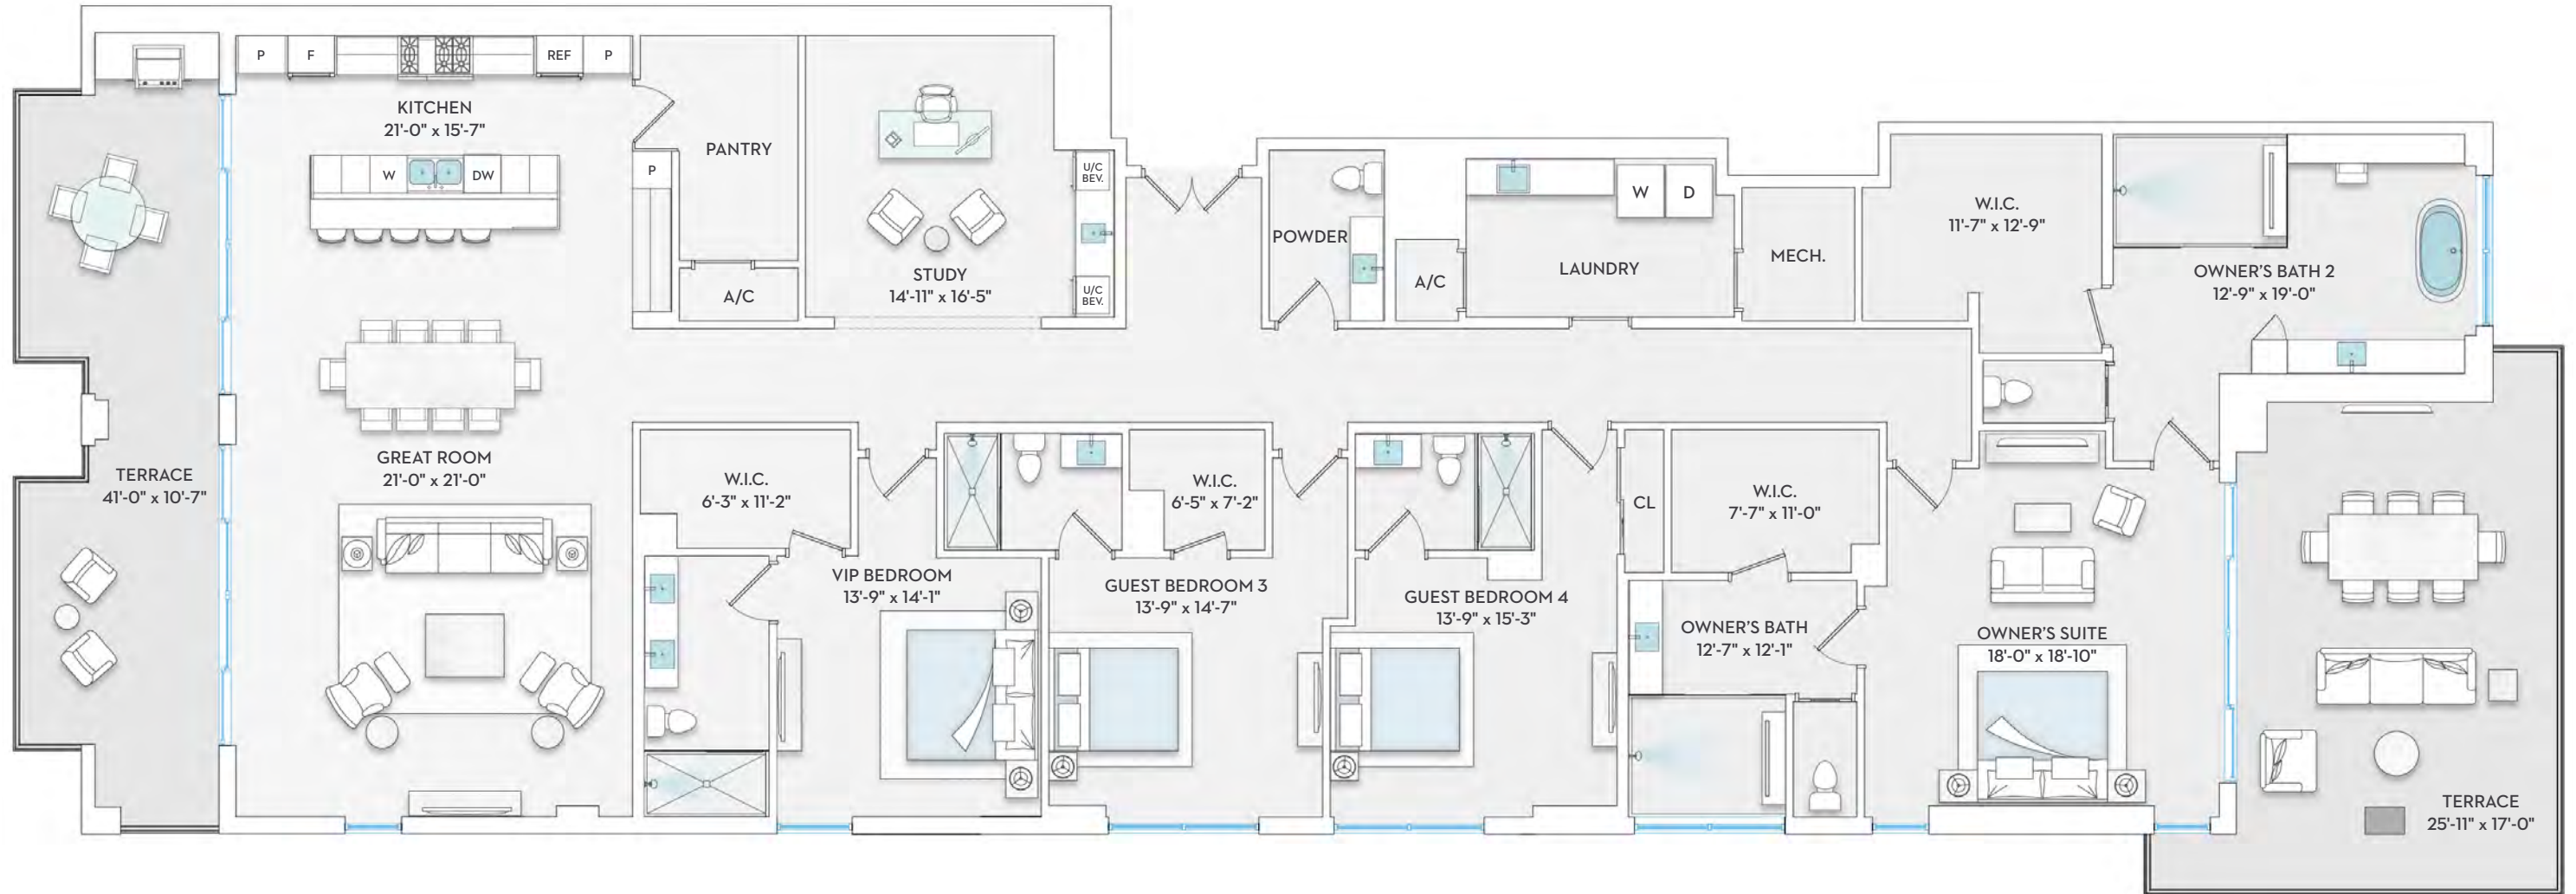 P
F
REF
P
KITCHEN
21'-0" x 15'-7"
W
DW
P
PANTRY
A/C
STUDY
14'-11" x 16'-5"
U/C
BEV.
U/C
BEV.
POWDER
A/C
W
D
LAUNDRY
MECH.
W.I.C.
11'-7" x 12'-9"
OWNER'S BATH 2
12'-9" x 19'-0"
TERRACE
41'-0" x 10'-7"
GREAT ROOM
21'-0" x 21'-0"
W.I.C.
6'-3" x 11'-2"
VIP BEDROOM
13'-9" x 14'-1"
W.I.C.
6'-5" x 7'-2"
GUEST BEDROOM 3
13'-9" x 14'-7"
GUEST BEDROOM 4
13'-9" x 15'-3"
CL
W.I.C.
7'-7" x 11'-0"
OWNER'S BATH
12'-7" x 12'-1"
OWNER'S SUITE
18'-0" x 18'-10"
TERRACE
25'-11" x 17'-0"